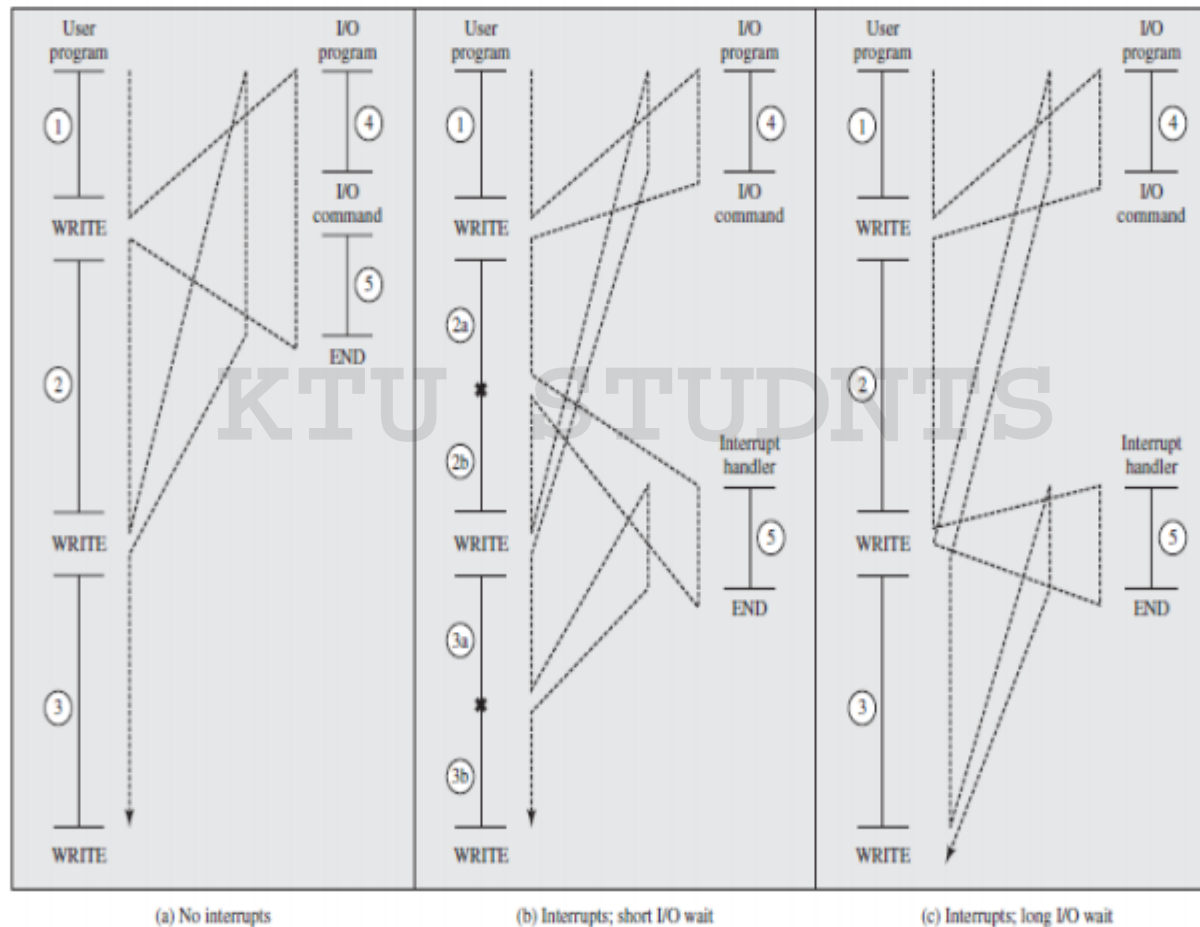 User
program
I/O
program
1
4
I/O
command
WRITE
5
END
2
WRITE
3
WRITE
(a) No interrupts
User
program
I/O
program
1
4
I/O
command
WRITE
2a
2b
Interrupt
handler
WRITE
5
END
3a
3b
WRITE
(b) Interrupts; short I/O wait
User
program
I/O
program
1
4
I/O
command
WRITE
2
Interrupt
handler
WRITE
5
END
3
WRITE
(c) Interrupts; long I/O wait
KTU STUDNTS